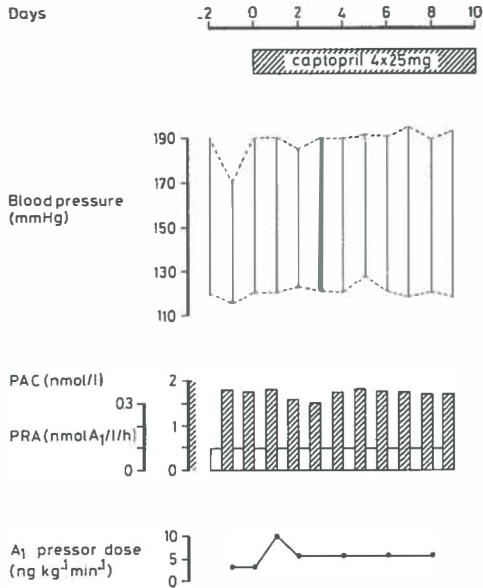 Days
-2 0 2 4 6 8 10
captopril 4x25mg
190
170
Blood pressure
(mmHg)
150
130
110
PAC (nmol/l)
2
0.3
1
PRA (nmol A1/l/h)
0 0
A1 pressor dose
(ng kg-1 min-1)
10
5
0